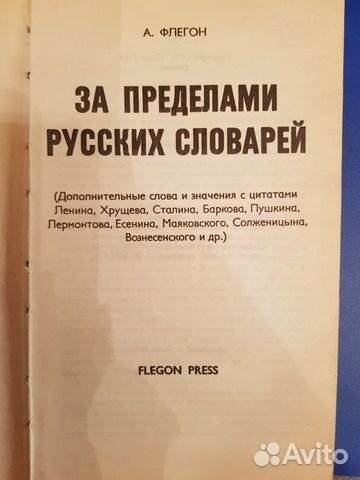 А. ФЛЕГОН
ЗА ПРЕДЕЛАМИ
РУССКИХ СЛОВАРЕЙ
(Дополнительные слова и значения с цитатами
Ленина, Хрущева, Сталина, Баркова, Пушкина,
Лермонтова, Есенина, Маяковского, Солженицына,
Вознесенского и др.)
FLEGON PRESS
Avito